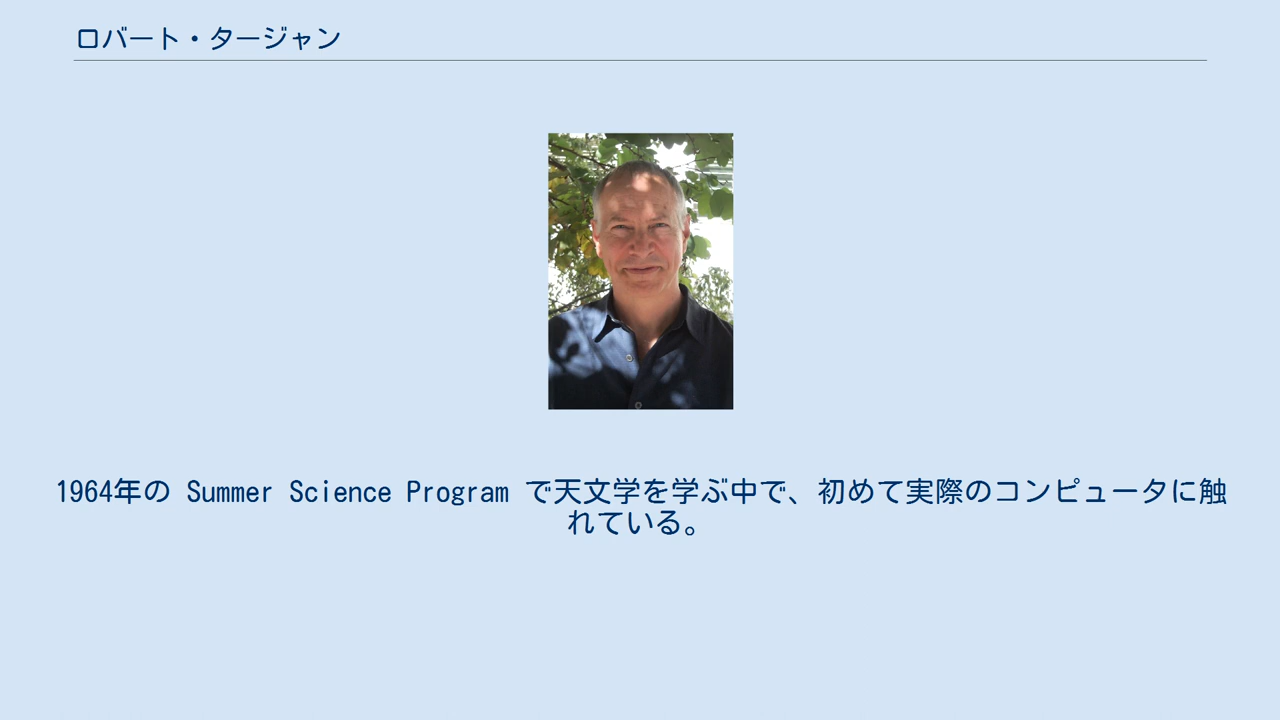 ロバート・タージャン
1964年の Summer Science Program で天文学を学ぶ中で、初めて実際のコンピュータに触
れている。